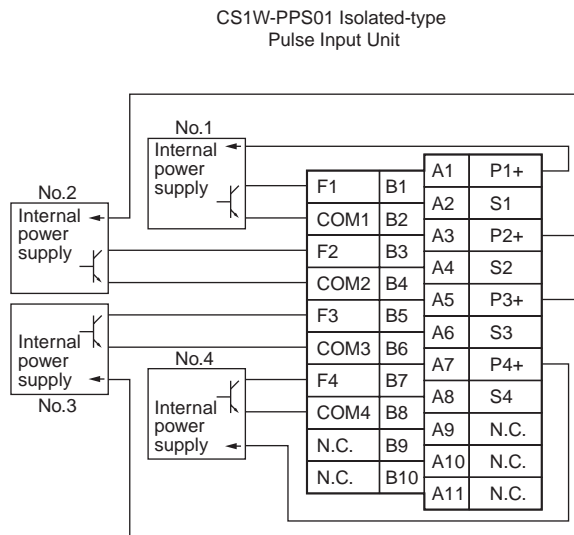 CS1W-PPS01 Isolated-type
Pulse Input Unit
No.1
Internal
power
supply
No.2
Internal
power
supply
Internal
power
supply
No.3
No.4
Internal
power
supply
F1 B1
COM1 B2
F2 B3
COM2 B4
F3 B5
COM3 B6
F4 B7
COM4 B8
N.C. B9
N.C. B10
A1 P1+
A2 S1
A3 P2+
A4 S2
A5 P3+
A6 S3
A7 P4+
A8 S4
A9 N.C.
A10 N.C.
A11 N.C.